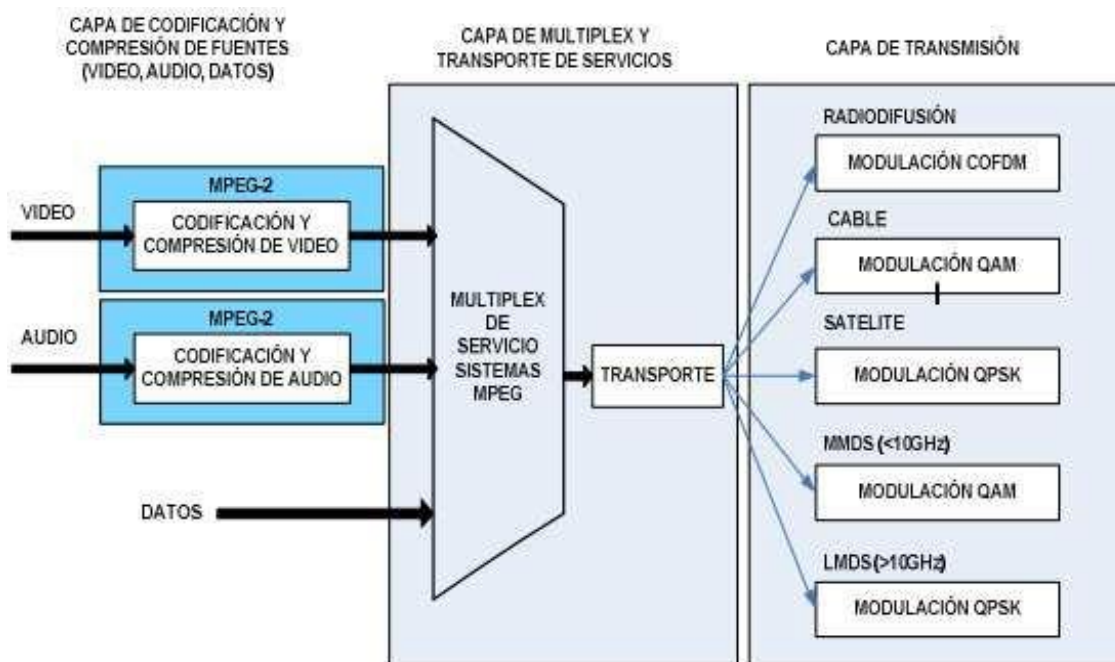 CAPA DE CODIFICACIÓN Y
COMPRESIÓN DE FUENTES
(VIDEO, AUDIO, DATOS)
CAPA DE MULTIPLEX Y
TRANSPORTE DE SERVICIOS
CAPA DE TRANSMISIÓN
VIDEO
MPEG-2
CODIFICACIÓN Y
COMPRESIÓN DE VIDEO
AUDIO
MPEG-2
CODIFICACIÓN Y
COMPRESIÓN DE AUDIO
DATOS
MULTIPLEX
DE
SERVICIO
SISTEMAS
MPEG
TRANSPORTE
RADIODIFUSIÓN
MODULACIÓN COFDM
CABLE
MODULACIÓN QAM
SATELITE
MODULACIÓN QPSK
MMDS (<10GHz)
MODULACIÓN QAM
LMDS (>10GHz)
MODULACIÓN QPSK